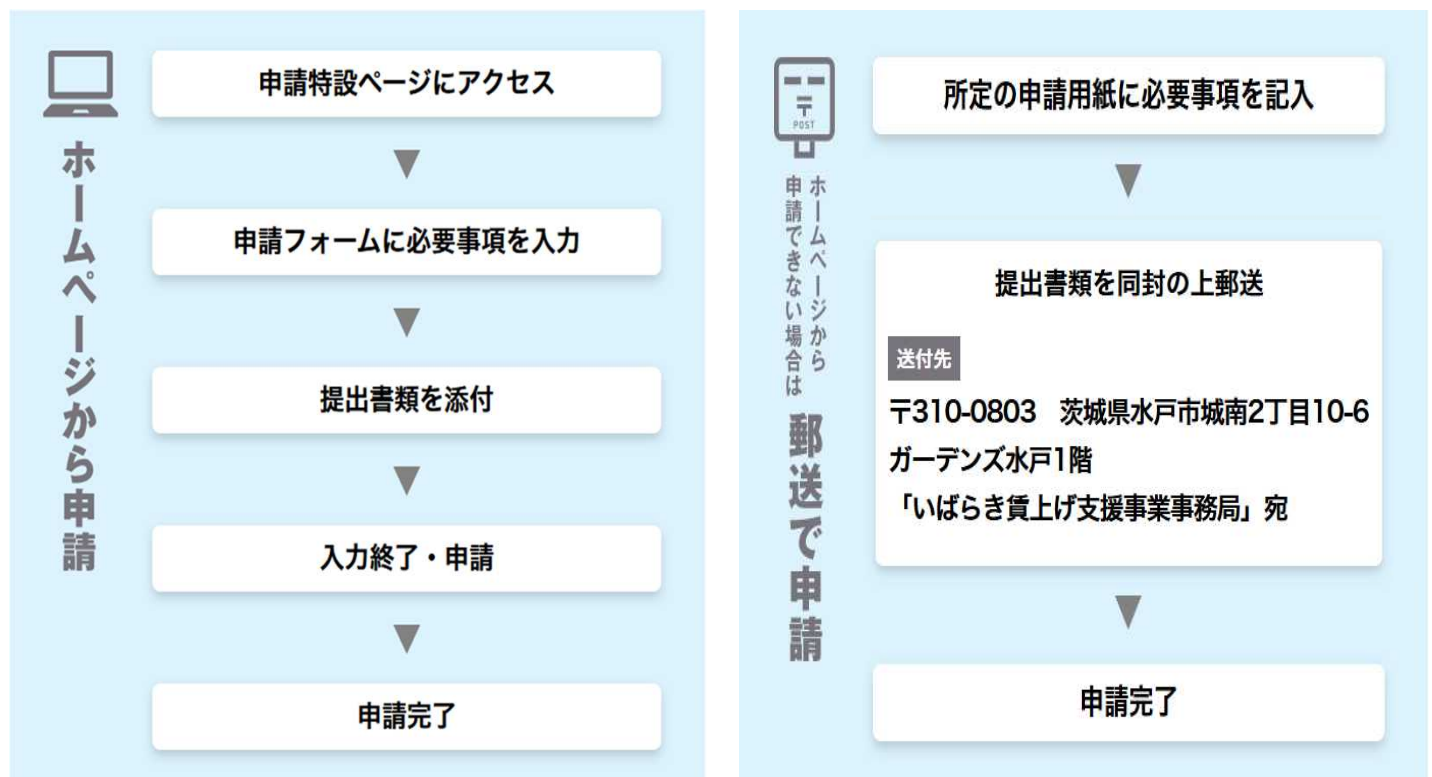 ホームページから申請
申請特設ページにアクセス
申請フォームに必要事項を入力
提出書類を添付
入力終了・申請
申請完了
〒
POST
ホームページから
申請できない場合は
郵送で申請
所定の申請用紙に必要事項を記入
提出書類を同封の上郵送
送付先
〒310-0803　茨城県水戸市城南2丁目10-6
ガーデンズ水戸1階
「いばらき賃上げ支援事業事務局」宛
申請完了